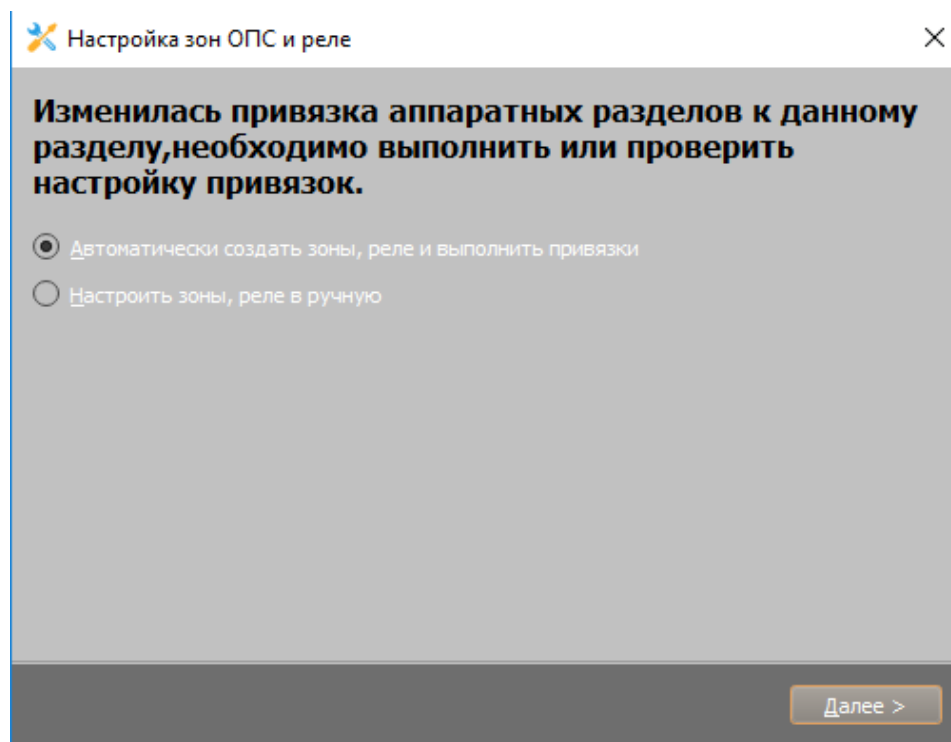 Настройка зон ОПС и реле
Изменилась привязка аппаратных разделов к данному
разделу,необходимо выполнить или проверить
настройку привязок.
Автоматически создать зоны, реле и выполнить привязки
Настроить зоны, реле в ручную
Далее >